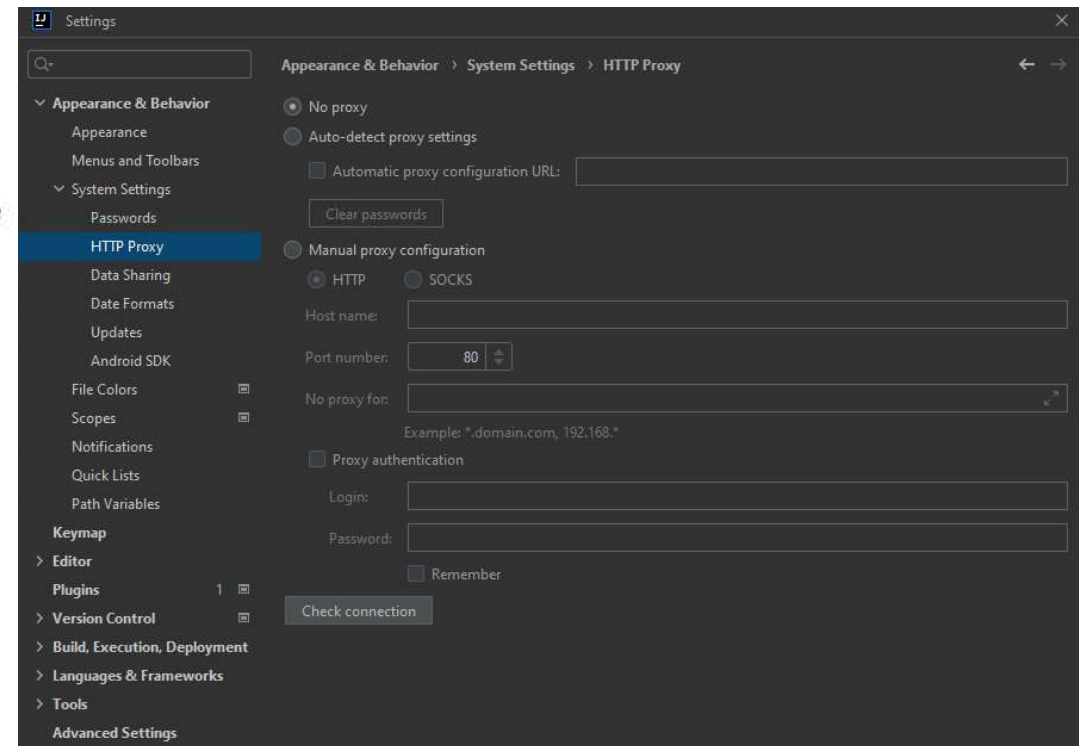 IJ Settings
Appearance & Behavior > System Settings > HTTP Proxy
Appearance & Behavior
Appearance
Menus and Toolbars
System Settings
Passwords
HTTP Proxy
Data Sharing
Date Formats
Updates
Android SDK
File Colors
Scopes
Notifications
Quick Lists
Path Variables
Keymap
Editor
Plugins 1
Version Control
Build, Execution, Deployment
Languages & Frameworks
Tools
Advanced Settings
No proxy
Auto-detect proxy settings
Automatic proxy configuration URL:
Clear passwords
Manual proxy configuration
HTTP SOCKS
Host name:
Port number: 80
No proxy for:
Example: *.domain.com, 192.168.*
Proxy authentication
Login:
Password:
Remember
Check connection